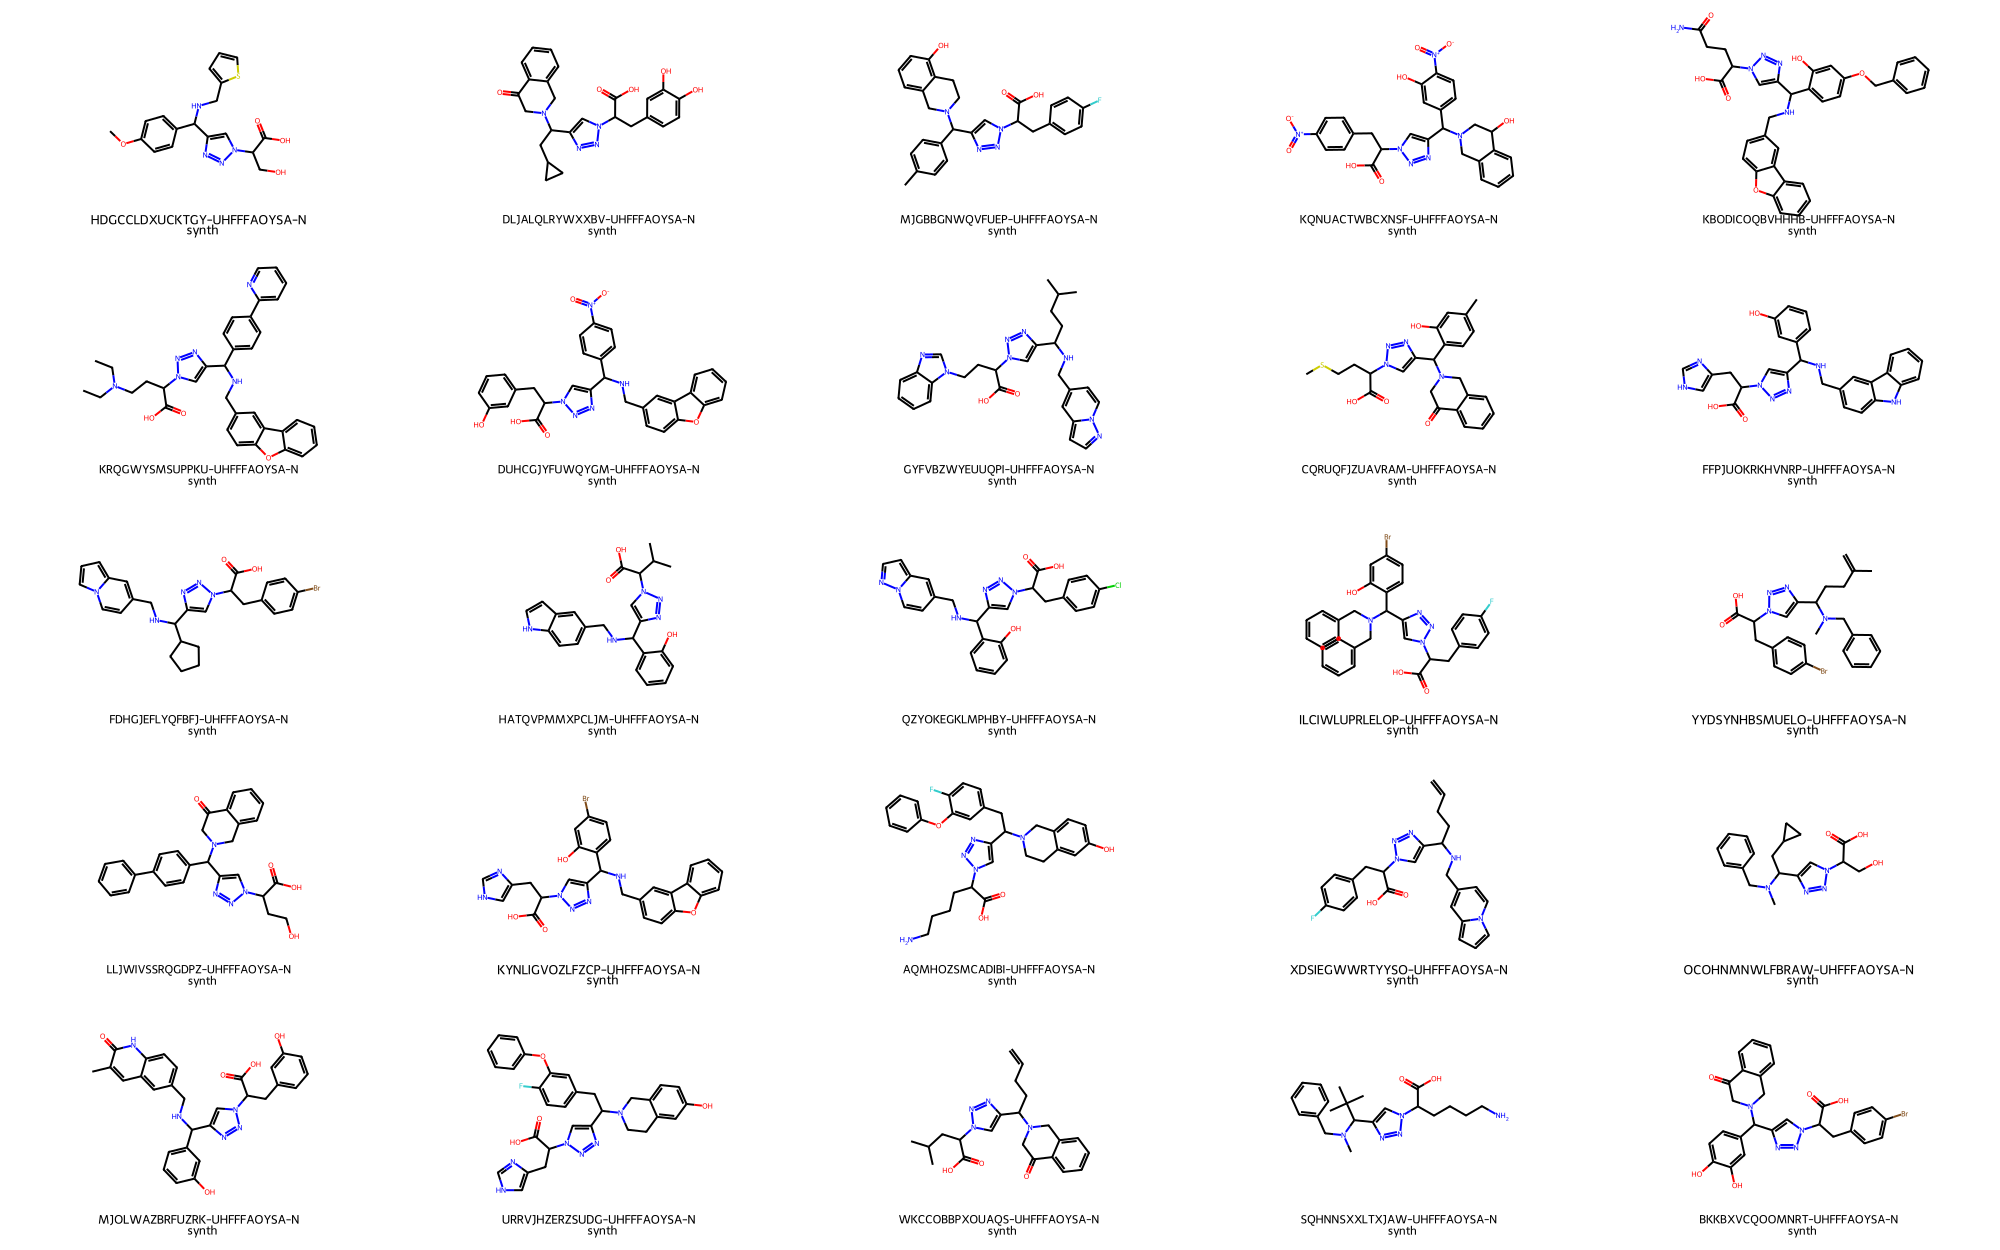 HDGCCLDXUCKTGY-UHFFFAOYSA-N
synth
DLJALQLRYWXXBV-UHFFFAOYSA-N
synth
MJGBBGNWQVFUEP-UHFFFAOYSA-N
synth
KQNUACTWBCXNSF-UHFFFAOYSA-N
synth
KBODICOQBVHHHB-UHFFFAOYSA-N
synth
KRQGWYSMSUPPKU-UHFFFAOYSA-N
synth
DUHCGJYFUWQYGM-UHFFFAOYSA-N
synth
GYFVBZWYEUUQPI-UHFFFAOYSA-N
synth
CQRUQFJZUAVRAM-UHFFFAOYSA-N
synth
FFPJUOKRKHVNRP-UHFFFAOYSA-N
synth
FDHGJEFLYQFBFJ-UHFFFAOYSA-N
synth
HATQVPMMXPCLJM-UHFFFAOYSA-N
synth
QZYOKEGKLMPHBY-UHFFFAOYSA-N
synth
ILCIWLUPRLELOP-UHFFFAOYSA-N
synth
YYDSYNHBSMUELO-UHFFFAOYSA-N
synth
LLJWIVSSRQGDPZ-UHFFFAOYSA-N
synth
KYNLIGVOZLFZCP-UHFFFAOYSA-N
synth
AQMHOZSMCADIBI-UHFFFAOYSA-N
synth
XDSIEGWWRTYYSO-UHFFFAOYSA-N
synth
OCOHNMNWLFBRAW-UHFFFAOYSA-N
synth
MJOLWAZBRFUZRK-UHFFFAOYSA-N
synth
URRVJHZERZSUDG-UHFFFAOYSA-N
synth
WKCCOBBPXOUAQS-UHFFFAOYSA-N
synth
SQHNNSXXLTXJAW-UHFFFAOYSA-N
synth
BKKBXVCQOOMNRT-UHFFFAOYSA-N
synth